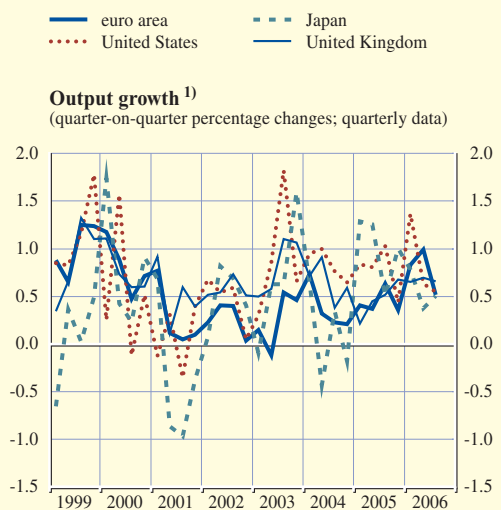 euro area Japan
United States United Kingdom
Output growth 1)
(quarter-on-quarter percentage changes; quarterly data)
2.0 2.0
1.5 1.5
1.0 1.0
0.5 0.5
0.0 0.0
-0.5 -0.5
-1.0 -1.0
-1.5 -1.5
1999 2000 2001 2002 2003 2004 2005 2006